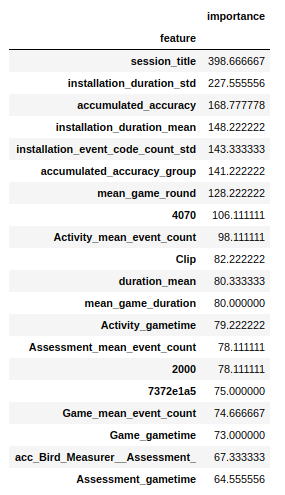 importance
feature
session_title 398.666667
installation_duration_std 227.555556
accumulated_accuracy 168.777778
installation_duration_mean 148.222222
installation_event_code_count_std 143.333333
accumulated_accuracy_group 141.222222
mean_game_round 128.222222
4070 106.111111
Activity_mean_event_count 98.111111
Clip 82.222222
duration_mean 80.333333
mean_game_duration 80.000000
Activity_gametime 79.222222
Assessment_mean_event_count 78.111111
2000 78.111111
7372e1a5 75.000000
Game_mean_event_count 74.666667
Game_gametime 73.000000
acc_Bird_Measurer__Assessment_ 67.333333
Assessment_gametime 64.555556